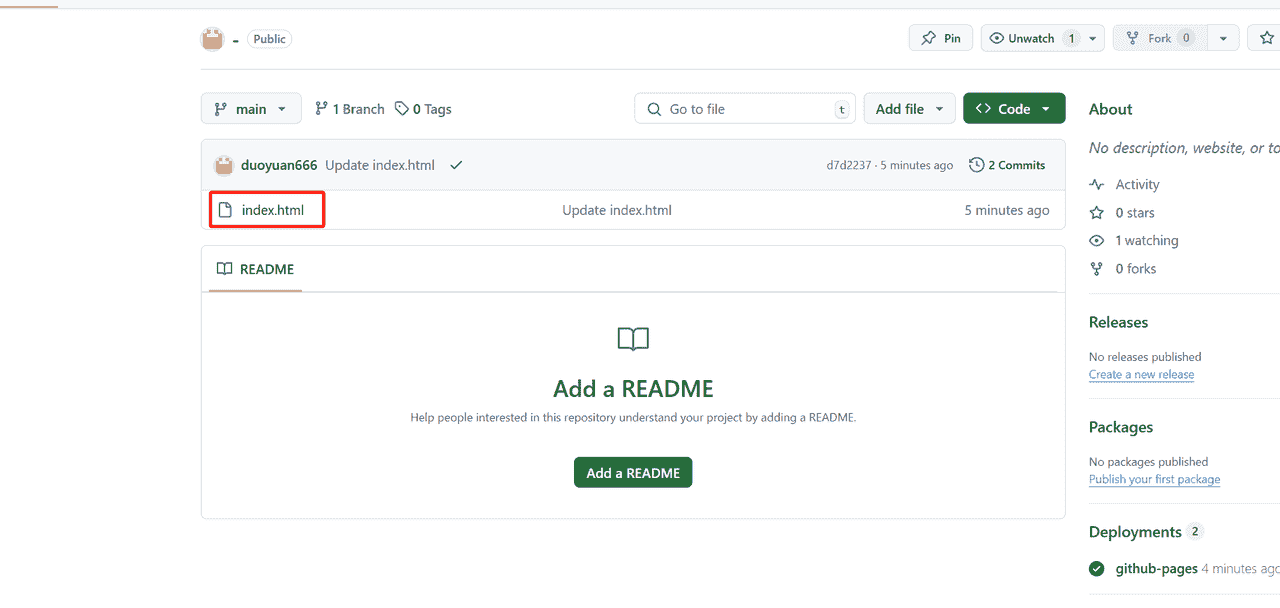 - Public
Pin
Unwatch 1
Fork 0
main
1 Branch
0 Tags
Go to file
t
Add file
Code
duoyuan666 Update index.html
d7d2237 · 5 minutes ago
2 Commits
index.html
Update index.html
5 minutes ago
README
Add a README
Help people interested in this repository understand your project by adding a README.
Add a README
About
No description, website, or to
Activity
0 stars
1 watching
0 forks
Releases
No releases published
Create a new release
Packages
No packages published
Publish your first package
Deployments 2
github-pages 4 minutes ago